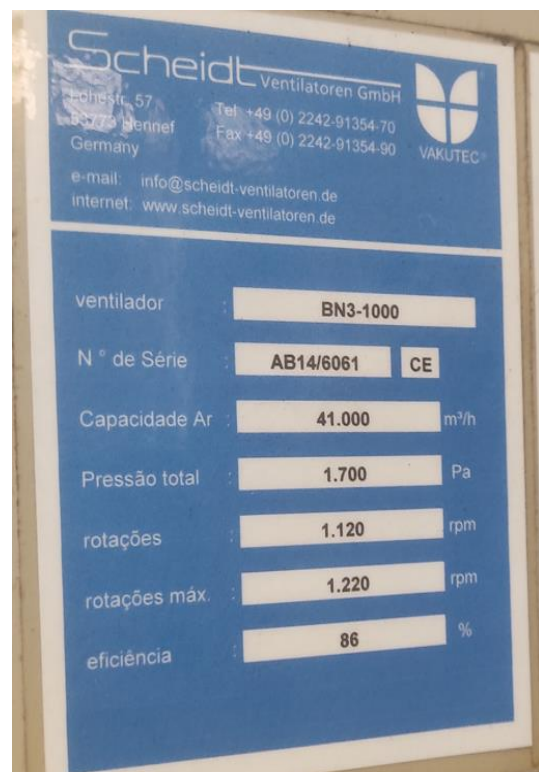 Scheidt Ventilatoren GmbH
Löhestr. 57
53773 Hennef
Germany
Tel +49 (0) 2242-91354-70
Fax +49 (0) 2242-91354-90
VAKUTEC
e-mail: info@scheidt-ventilatoren.de
internet: www.scheidt-ventilatoren.de
ventilador : BN3-1000
N ° de Série : AB14/6061 CE
Capacidade Ar : 41.000 m³/h
Pressão total : 1.700 Pa
rotações : 1.120 rpm
rotações máx. : 1.220 rpm
eficiência : 86 %